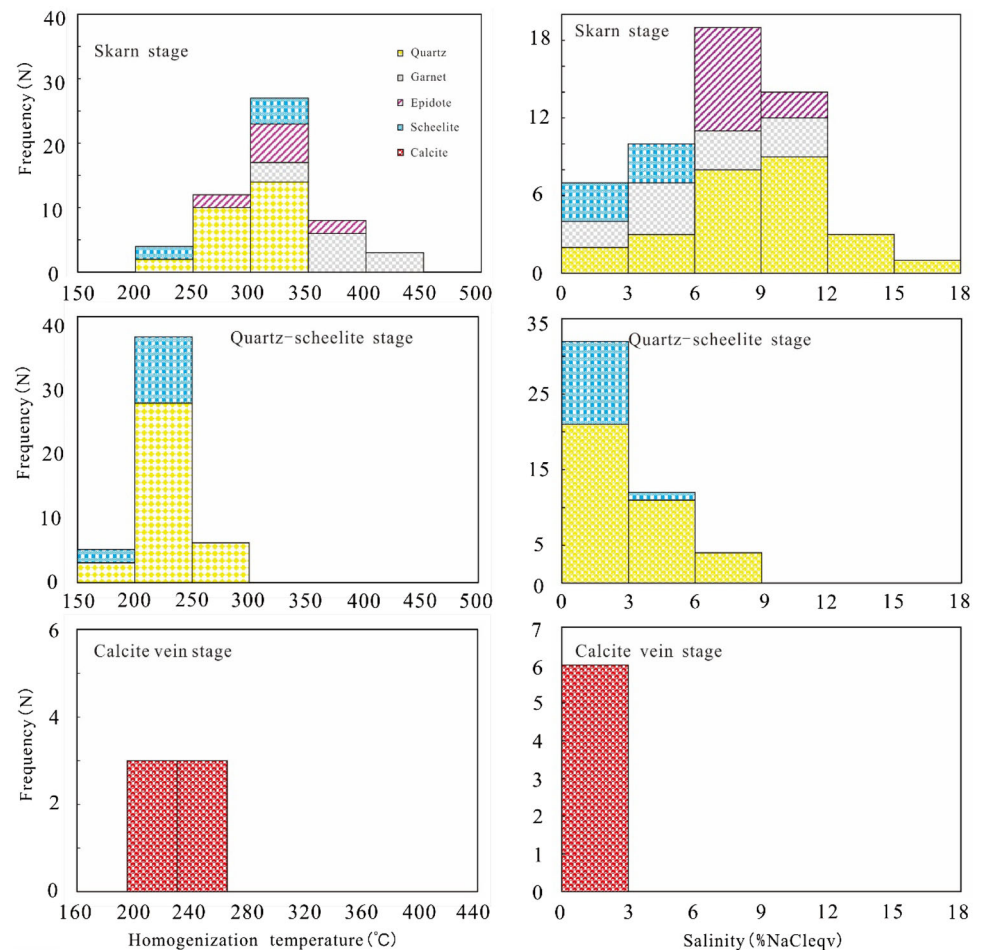 40
30
20
10
0
Frequency(N)
Skarn stage
Quartz
Garnet
Epidote
Scheelite
Calcite
150 200 250 300 350 400 450 500
18
12
6
0
Skarn stage
0 3 6 9 12 15 18
40
30
20
10
0
Frequency(N)
Quartz-scheelite stage
150 200 250 300 350 400 450 500
35
25
15
5
0
Quartz-scheelite stage
0 3 6 9 12 15 18
6
4
2
0
Frequency(N)
Calcite vein stage
160 200 240 280 320 360 400 440
Homogenization temperature(℃)
7
6
5
4
3
2
1
0
Calcite vein stage
0 3 6 9 12 15 18
Salinity(%NaCleqv)